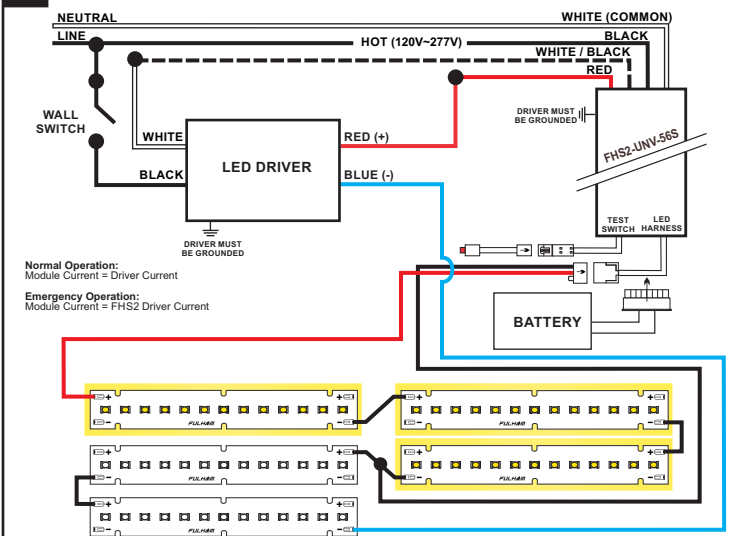 NEUTRAL
WHITE (COMMON)
LINE
BLACK
HOT (120V~277V)
WHITE / BLACK
RED
WALL
SWITCH
DRIVER MUST
BE GROUNDED
FHS2-UNV-56S
WHITE
RED (+)
LED DRIVER
BLACK
BLUE (-)
TEST
SWITCH
LED
HARNESS
DRIVER MUST
BE GROUNDED
Normal Operation:
Module Current = Driver Current
Emergency Operation:
Module Current = FHS2 Driver Current
BATTERY
+ +
- -
FULHAM
+ +
- -
FULHAM
+ +
- -
FULHAM
+ +
- -
FULHAM
+ +
- -
FULHAM